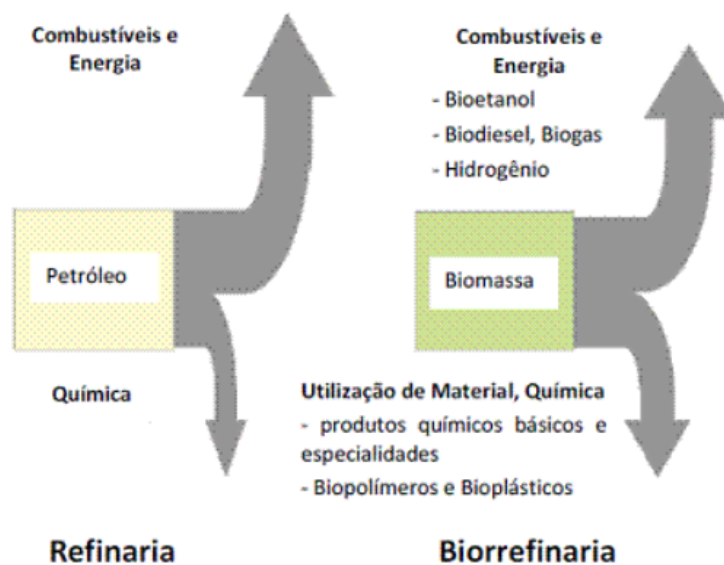 Combustíveis e
Energia
Petróleo
Química
Refinaria
Combustíveis e
Energia
- Bioetanol
- Biodiesel, Biogas
- Hidrogênio
Biomassa
Utilização de Material, Química
- produtos químicos básicos e
especialidades
- Biopolímeros e Bioplásticos
Biorrefinaria